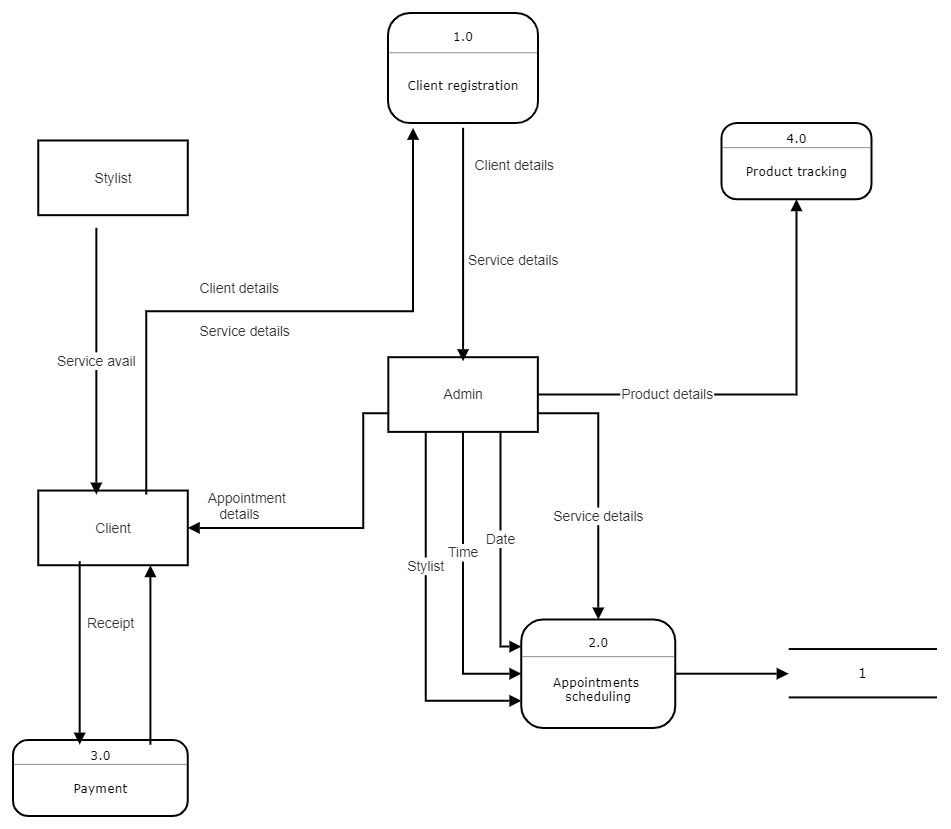 1.0
Client registration
4.0
Product tracking
Client details
Stylist
Service details
Client details
Service details
Service avail
Admin
Product details
Appointment
details
Client
Service details
Date
Time
Stylist
Receipt
2.0
Appointments
scheduling
1
3.0
Payment